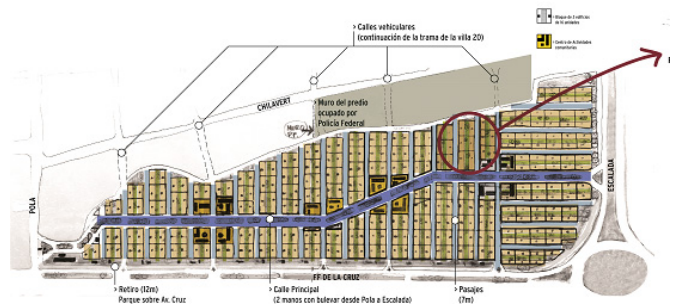 > Calles vehiculares
(continuación de la trama de la villa 20)
> Bloque de 3 edificios
de 16 unidades
> Centro de Actividades
comunitarias
CHILAVERT
> Muro del predio
ocupado por
Policía Federal
POLA
ESCALADA
FF DE LA CRUZ
> Retiro (12m)
Parque sobre Av. Cruz
> Calle Principal
(2 manos con bulevar desde Pola a Escalada)
> Pasajes
(7m)